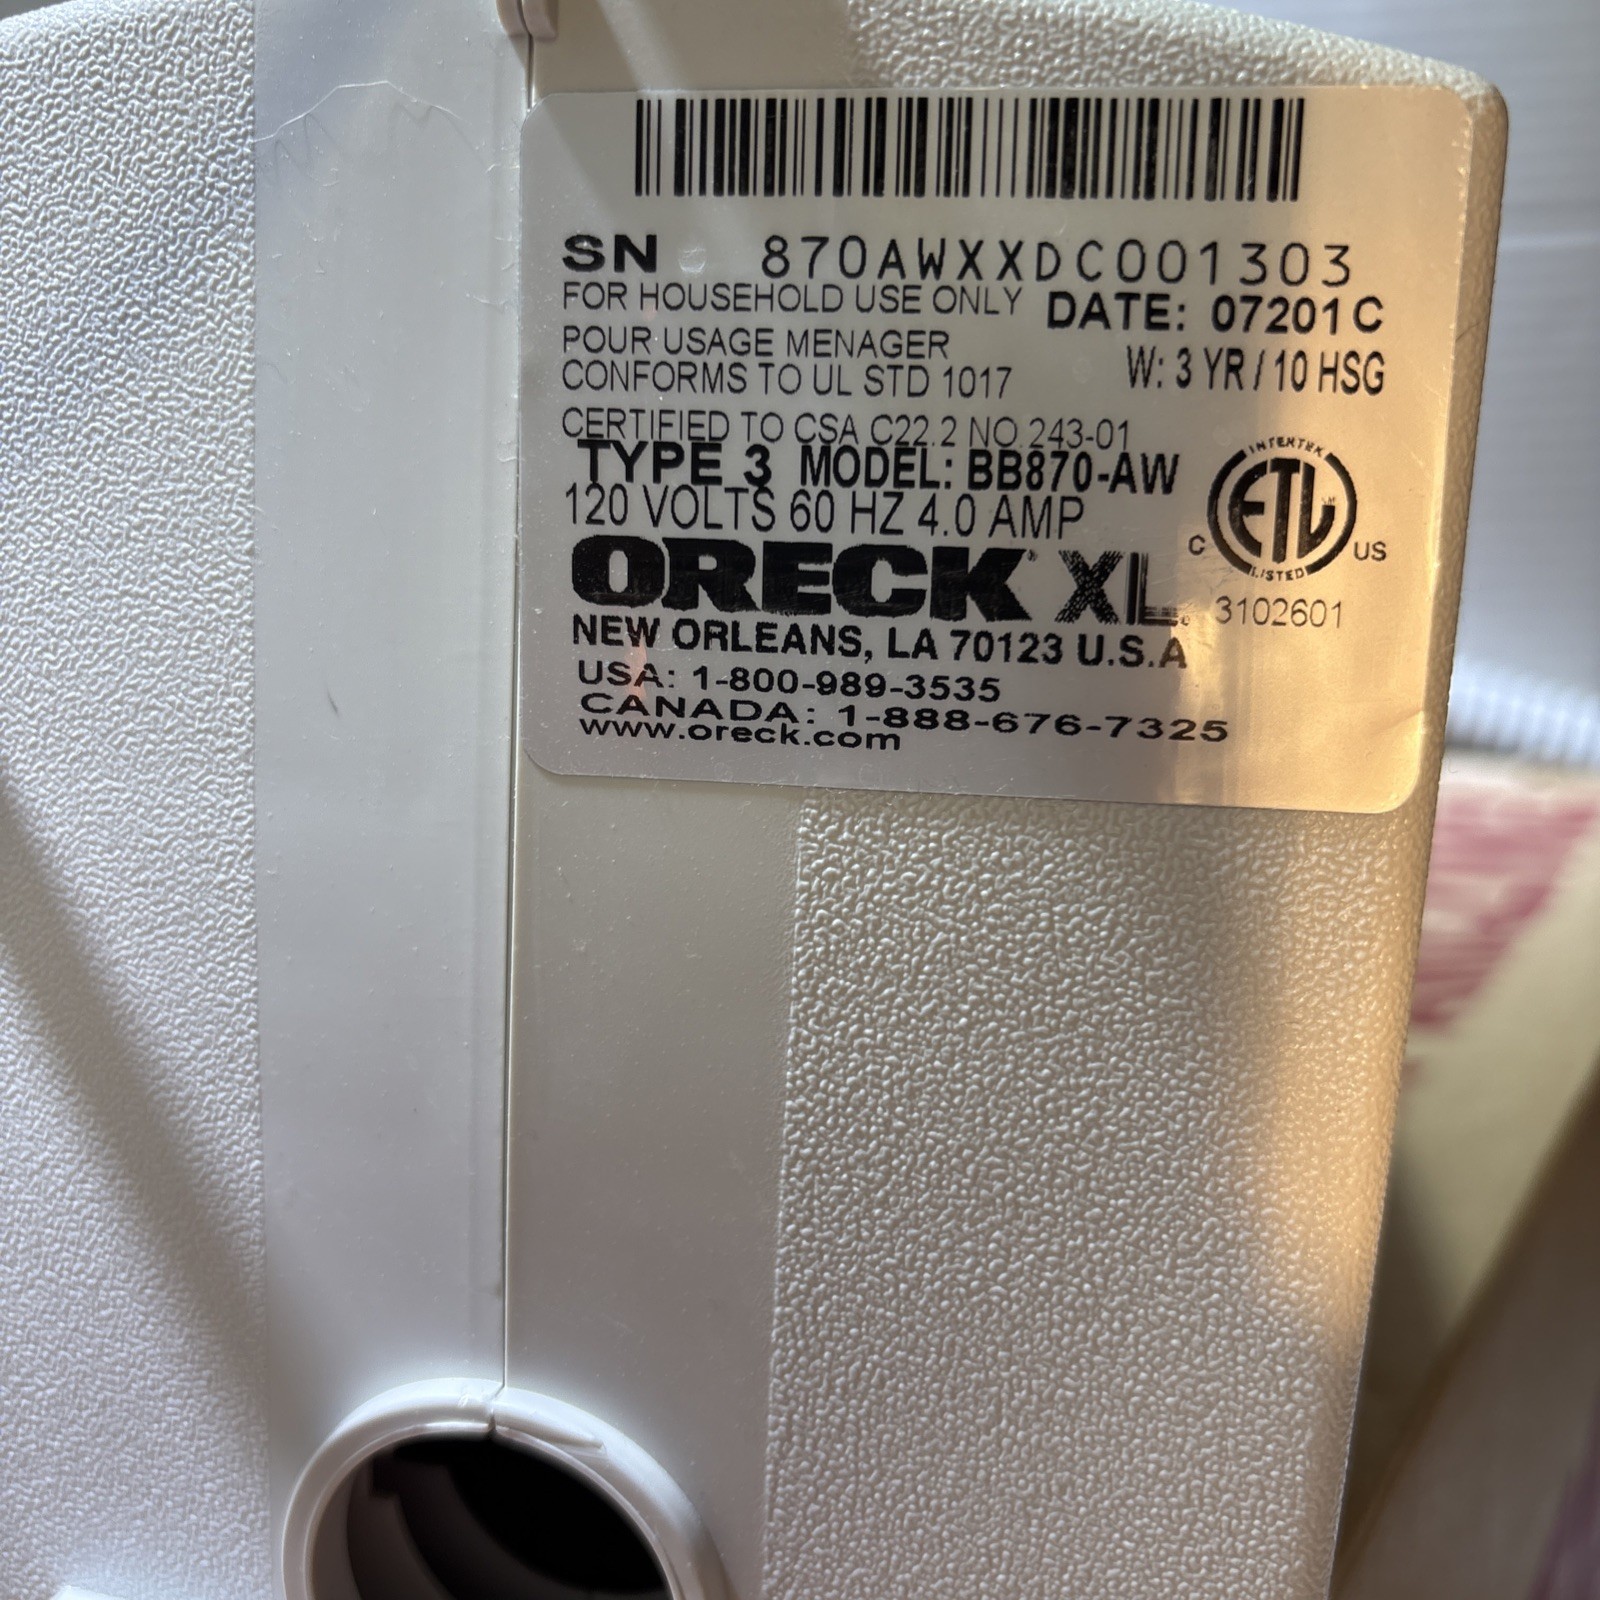 SN 870AWXXDC001303
FOR HOUSEHOLD USE ONLY DATE: 07201C
POUR USAGE MENAGER
CONFORMS TO UL STD 1017 W: 3 YR / 10 HSG
CERTIFIED TO CSA C22.2 NO.243-01
TYPE 3 MODEL: BB870-AW
120 VOLTS 60 HZ 4.0 AMP
INTERTEK
C ETL US
LISTED
3102601
ORECK® XL
NEW ORLEANS, LA 70123 U.S.A
USA: 1-800-989-3535
CANADA: 1-888-676-7325
www.oreck.com